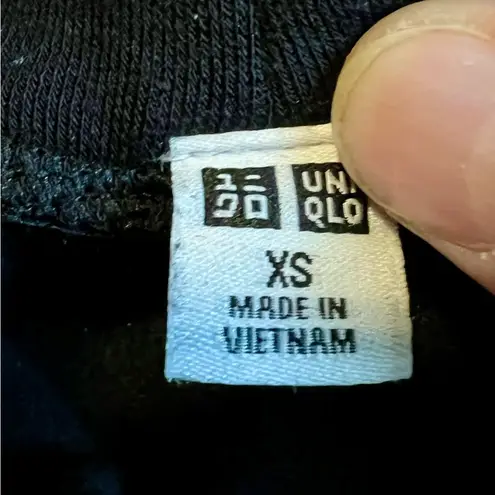 ユニ UNI
クロ QLO
XS
MADE IN
VIETNAM